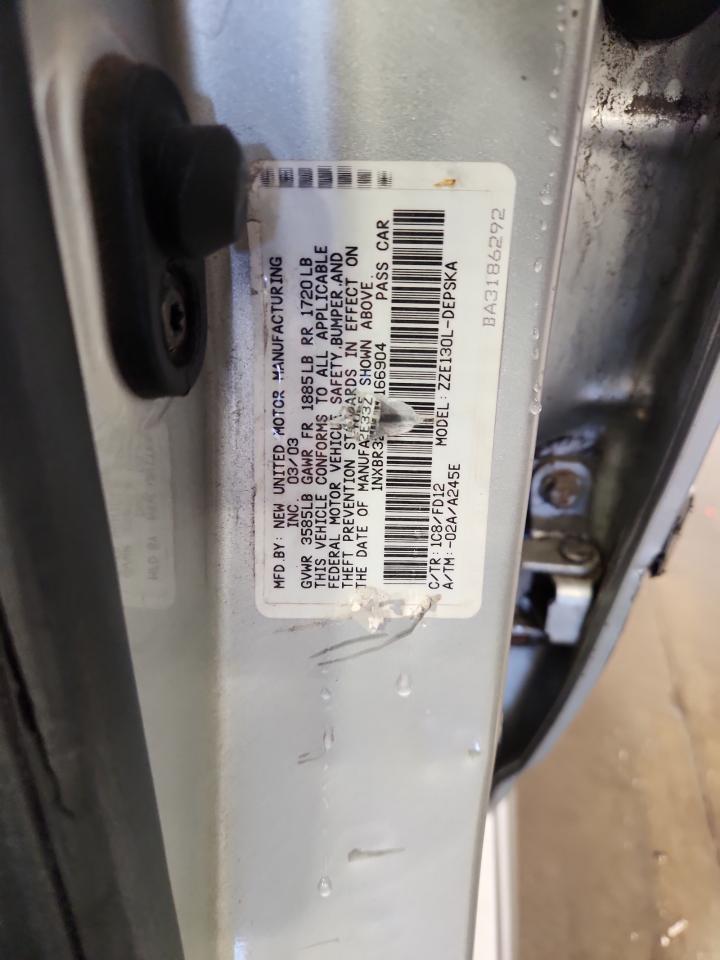 MFD.BY: NEW UNITED MOTOR MANUFACTURING
INC. 03/03
GVWR 3585LB GAWR FR 1885LB RR 1720LB
THIS VEHICLE CONFORMS TO ALL APPLICABLE
FEDERAL MOTOR VEHICLE SAFETY,BUMPER,AND
THEFT PREVENTION STANDARDS IN EFFECT ON
THE DATE OF SHOWN ABOVE.
166904 PASS CAR
C/TR: 1C8/FD12 MODEL: ZZE130L-DEPSKA
A/TM:-02A/A245E
BA3186292